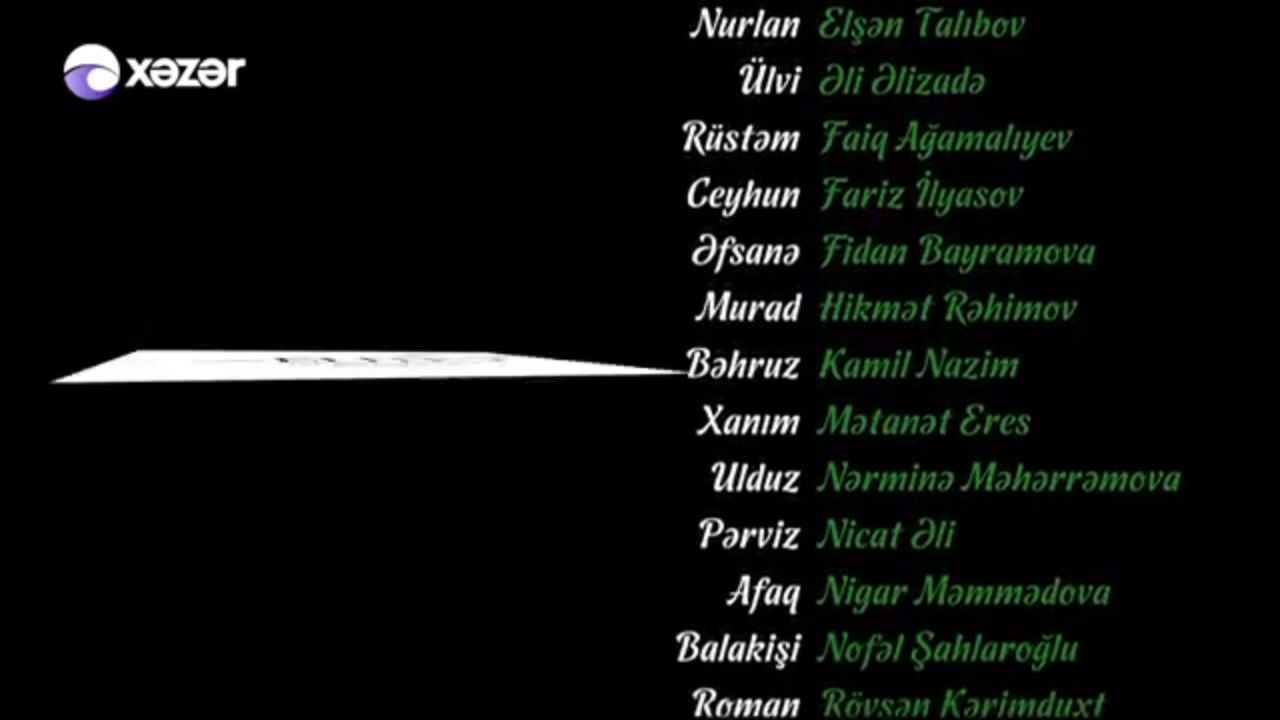 xəzər
Nurlan Elşən Talıbov
Ülvi Əli Əlizadə
Rüstəm Faiq Ağamalıyev
Ceyhun Fariz İlyasov
Əfsanə Fidan Bayramova
Murad Hikmət Rəhimov
Bəhruz Kamil Nazim
Xanım Mətanət Eres
Ulduz Nərminə Məhərrəmova
Pərviz Nicat Əli
Afaq Nigar Məmmədova
Balakişi Nofəl Şahlaroğlu
Roman Rövşən Kərimduxt